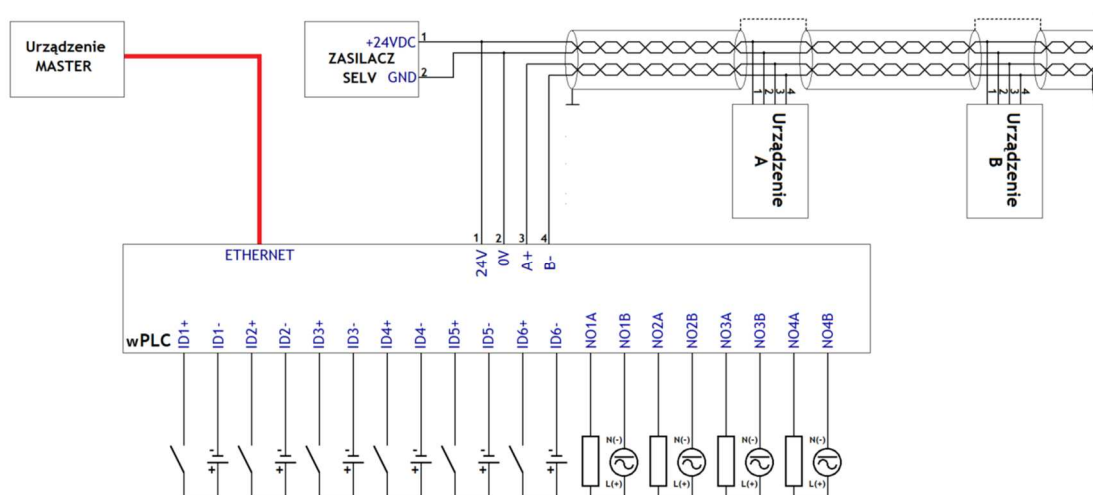 Urządzenie
MASTER
+24VDC
ZASILACZ
SELV
GND
1
2
1
2
3
4
Urządzenie
A
1
2
3
4
Urządzenie
B
ETHERNET
1
2
3
4
24V
0V
A+
B-
wPLC
ID1+
ID1-
ID2+
ID2-
ID3+
ID3-
ID4+
ID4-
ID5+
ID5-
ID6+
ID6-
NO1A
NO1B
NO2A
NO2B
NO3A
NO3B
NO4A
NO4B
- +
- +
- +
- +
- +
- +
N(-)
L(+)
N(-)
L(+)
N(-)
L(+)
N(-)
L(+)